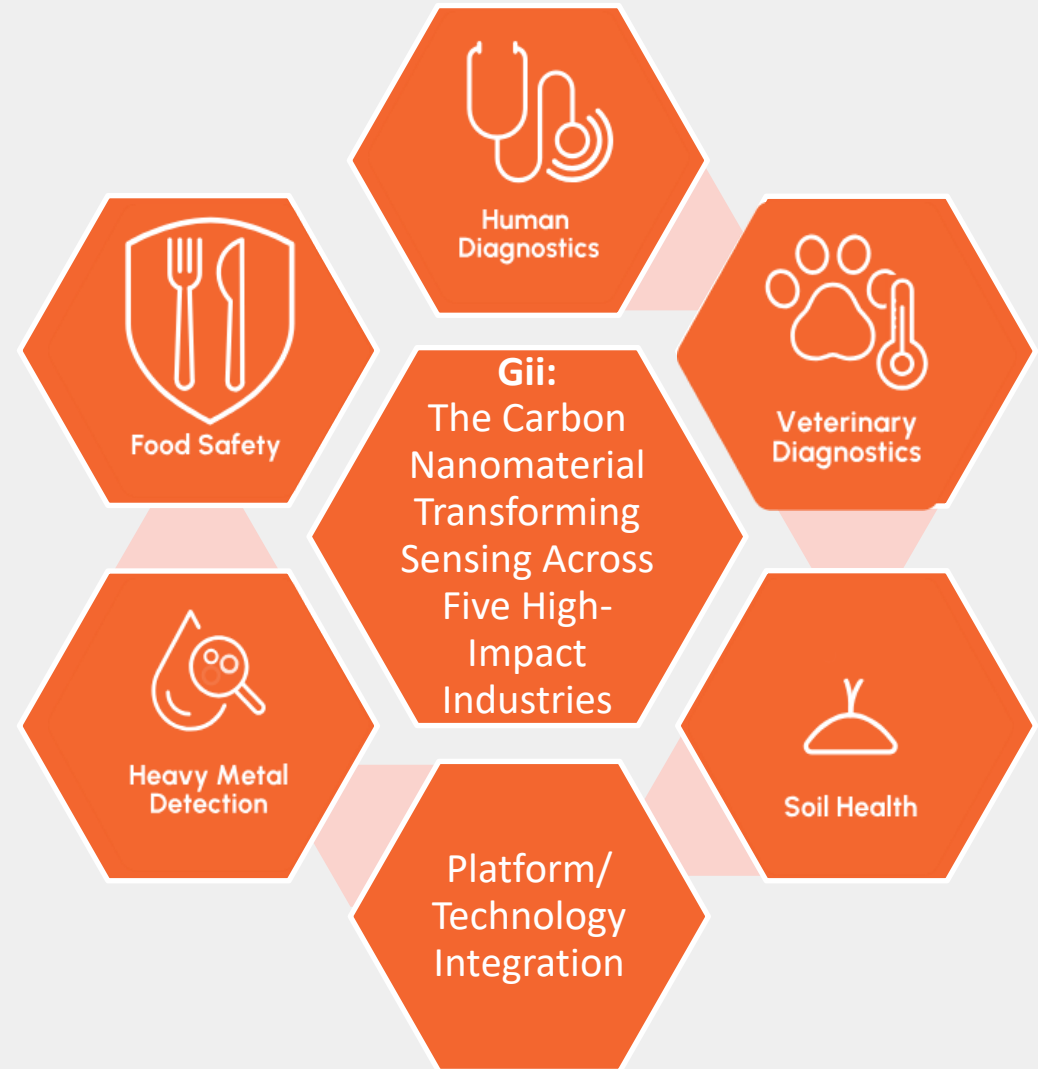 Human
Diagnostics
Food Safety
Veterinary
Diagnostics
Gii:
The Carbon
Nanomaterial
Transforming
Sensing Across
Five High-
Impact
Industries
Heavy Metal
Detection
Soil Health
Platform/
Technology
Integration